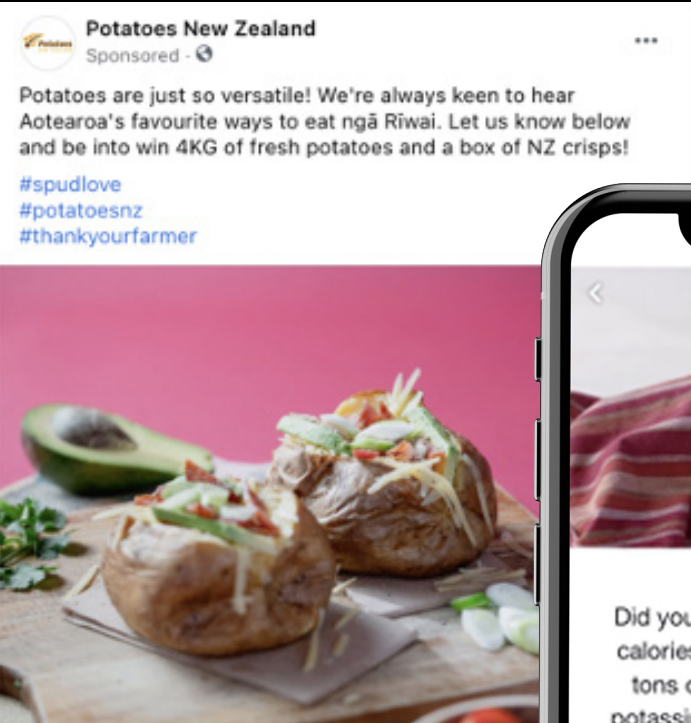 Potatoes New Zealand
Sponsored ·
Potatoes are just so versatile! We're always keen to hear
Aotearoa's favourite ways to eat ngā Rīwai. Let us know below
and be into win 4KG of fresh potatoes and a box of NZ crisps!
#spudlove
#potatoesnz
#thankyourfarmer
Did you
calories
tons o
potassi